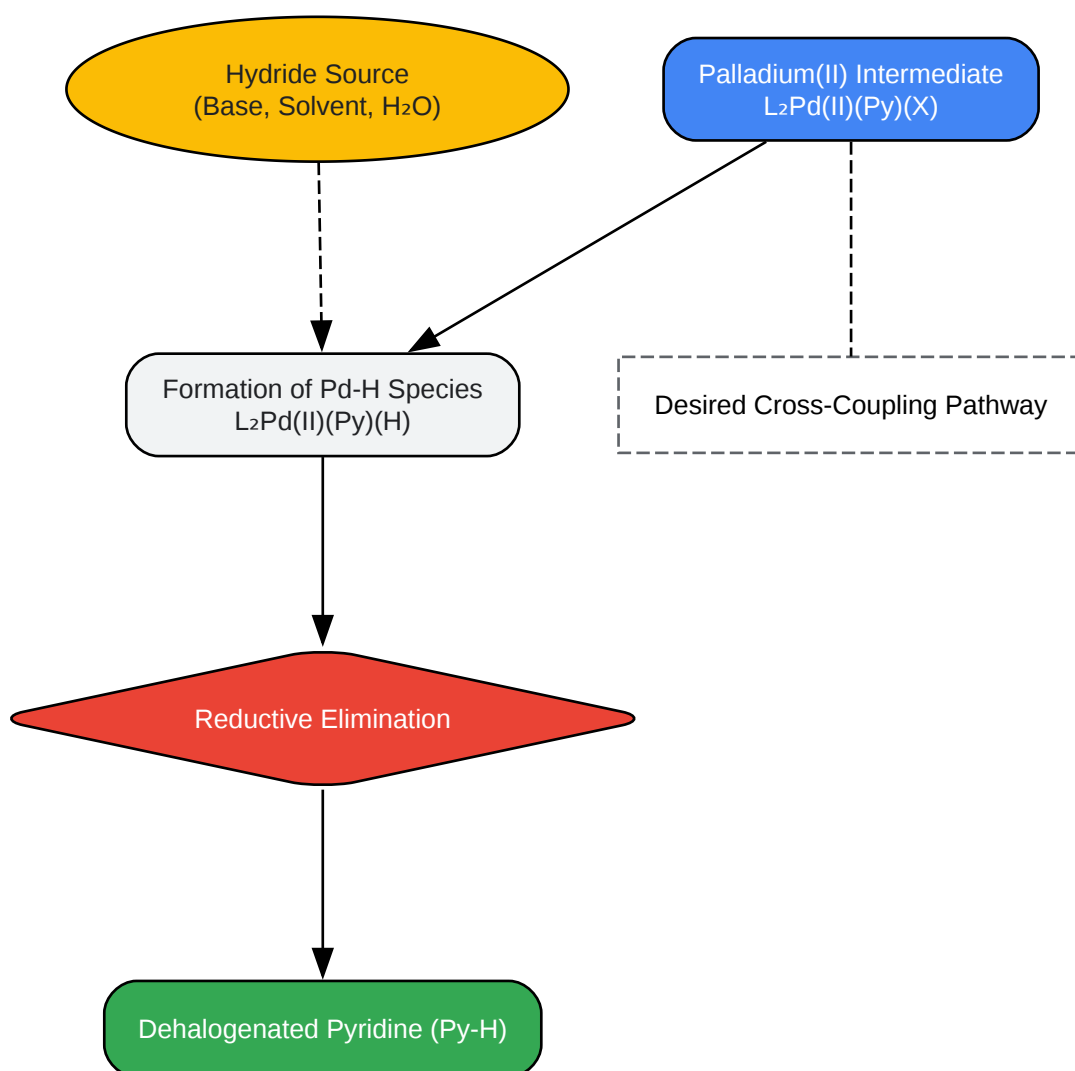 Hydride Source
(Base, Solvent, H₂O)
Palladium(II) Intermediate
L₂Pd(II)(Py)(X)
Formation of Pd-H Species
L₂Pd(II)(Py)(H)
Desired Cross-Coupling Pathway
Reductive Elimination
Dehalogenated Pyridine (Py-H)